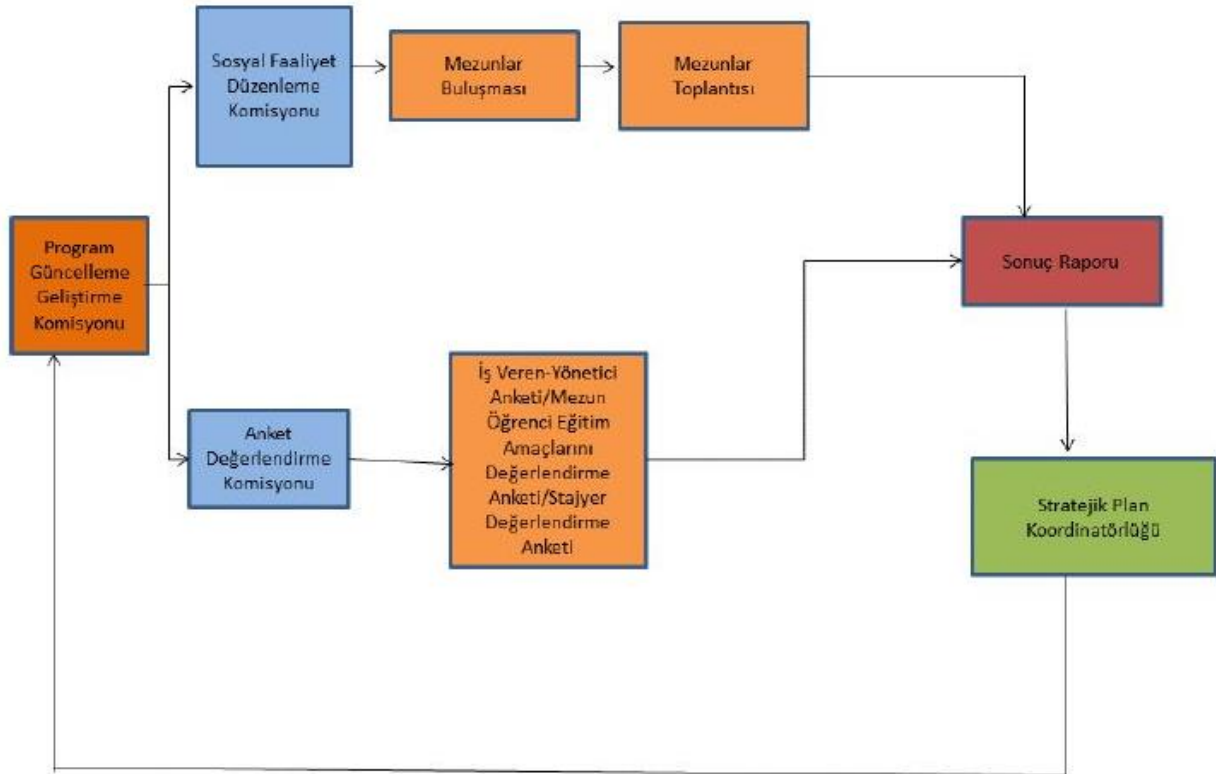 Sosyal Faaliyet
Düzenleme
Komisyonu
Mezunlar
Buluşması
Mezunlar
Toplantısı
Program
Güncelleme
Geliştirme
Komisyonu
Sonuç Raporu
Anket
Değerlendirme
Komisyonu
İş Veren-Yönetici
Anketi/Mezun
Öğrenci Eğitim
Amaçlarını
Değerlendirme
Anketi/Stajyer
Değerlendirme
Anketi
Stratejik Plan
Koordinatörlüğü